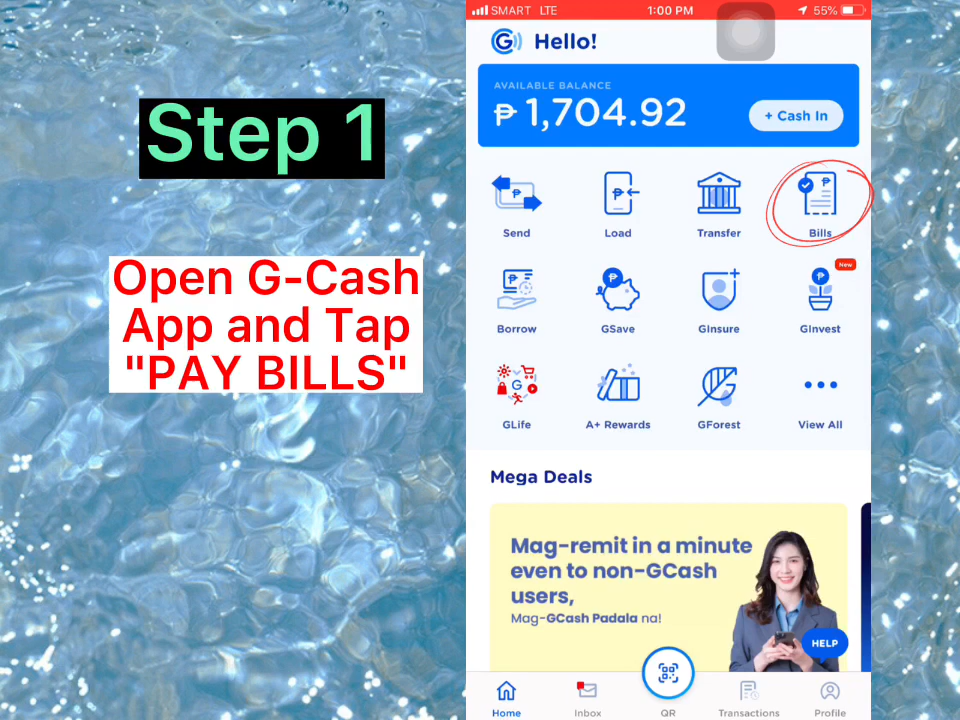 Step 1
Open G-Cash
App and Tap
"PAY BILLS"
SMART LTE 1:00 PM 55%
G Hello!
AVAILABLE BALANCE
₱ 1,704.92
+ Cash In
Send Load Transfer Bills
New
Borrow GSave GInsure GInvest
GLife A+ Rewards GForest View All
Mega Deals
Mag-remit in a minute
even to non-GCash
users,
Mag-GCash Padala na!
HELP
Home Inbox QR Transactions Profile